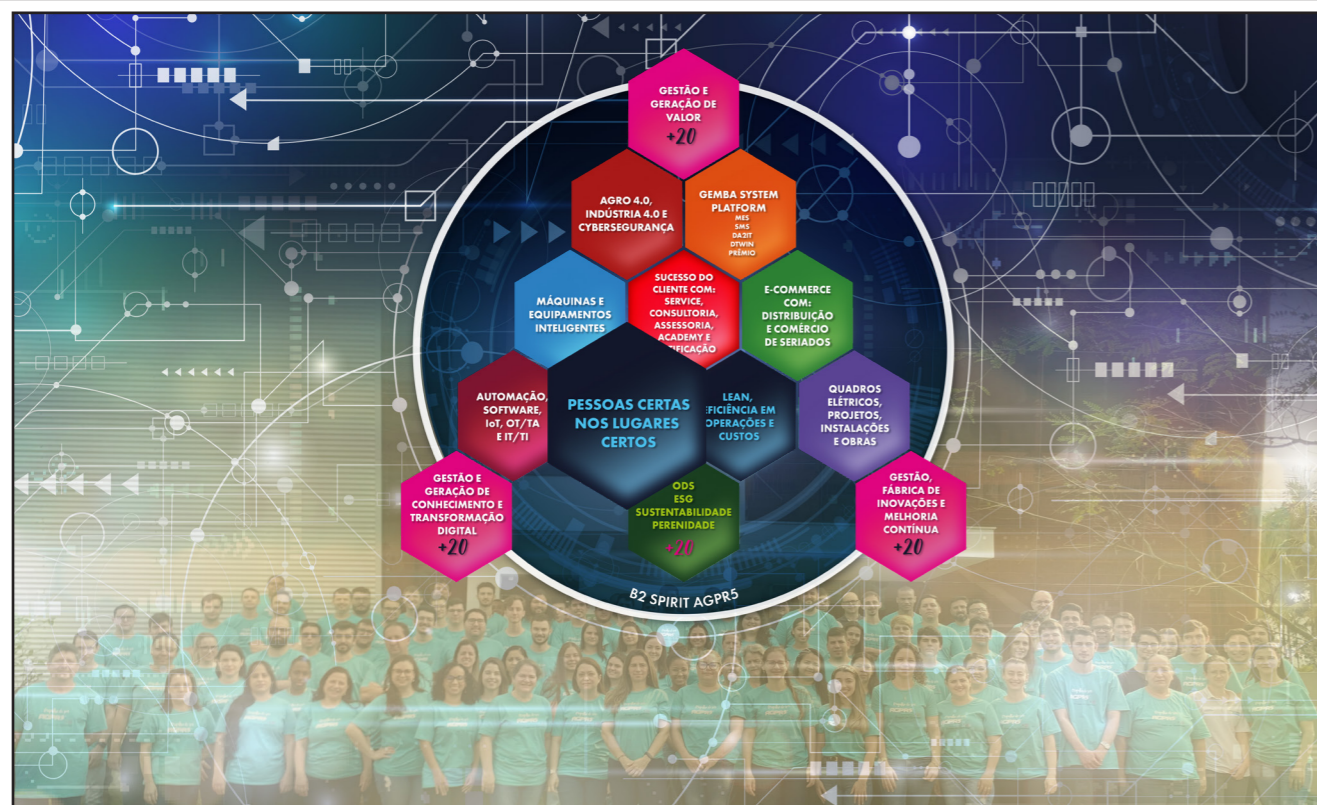 GESTÃO E
GERAÇÃO DE
VALOR
+20
AGRO 4.0,
INDÚSTRIA 4.0 E
CYBERSEGURANÇA
GEMBA SYSTEM
PLATFORM
MES
SMS
DA2IT
DTWIN
PRÊMIO
MÁQUINAS E
EQUIPAMENTOS
INTELIGENTES
SUCESSO DO
CLIENTE COM:
SERVICE,
CONSULTORIA,
ASSESSORIA,
ACADEMY E
TIFICAÇÃO
E-COMMERCE
COM:
DISTRIBUIÇÃO
E COMÉRCIO
DE SERIADOS
AUTOMAÇÃO,
SOFTWARE,
IoT, OT/TA
E IT/TI
PESSOAS CERTAS
NOS LUGARES
CERTOS
LEAN,
EFICIÊNCIA EM
OPERAÇÕES E
CUSTOS
QUADROS
ELÉTRICOS,
PROJETOS,
INSTALAÇÕES
E OBRAS
GESTÃO E
GERAÇÃO DE
CONHECIMENTO E
TRANSFORMAÇÃO
DIGITAL
+20
ODS
ESG
SUSTENTABILIDADE
PERENIDADE
+20
GESTÃO,
FÁBRICA DE
INOVAÇÕES E
MELHORIA
CONTÍNUA
+20
B2 SPIRIT AGPR5